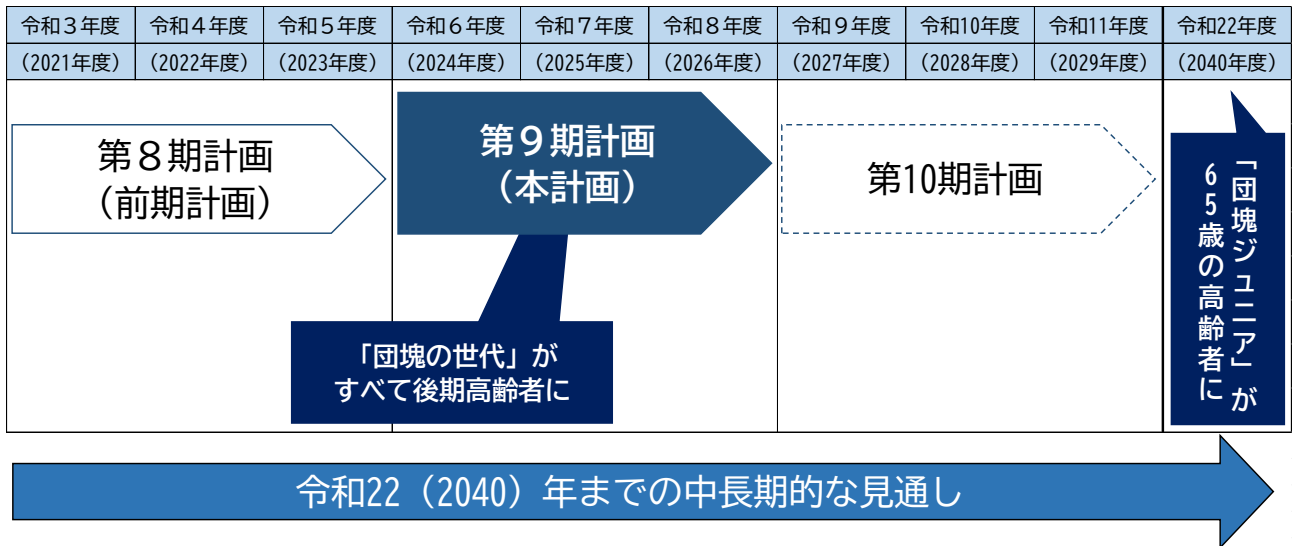 令和３年度 令和４年度 令和５年度 令和６年度 令和７年度 令和８年度 令和９年度 令和10年度 令和11年度 令和22年度
（2021年度） （2022年度） （2023年度） （2024年度） （2025年度） （2026年度） （2027年度） （2028年度） （2029年度） （2040年度）
第８期計画
（前期計画）
第９期計画
（本計画）
第10期計画
「団塊ジュニア」が
65歳の高齢者に
「団塊の世代」が
すべて後期高齢者に
令和22（2040）年までの中長期的な見通し